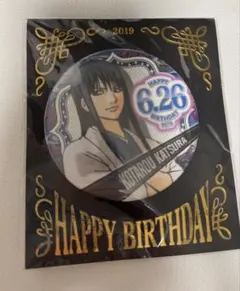 2019
HAPPY
6.26
BIRTHDAY
KOTAROU KATSURA
HAPPY BIRTHDAY